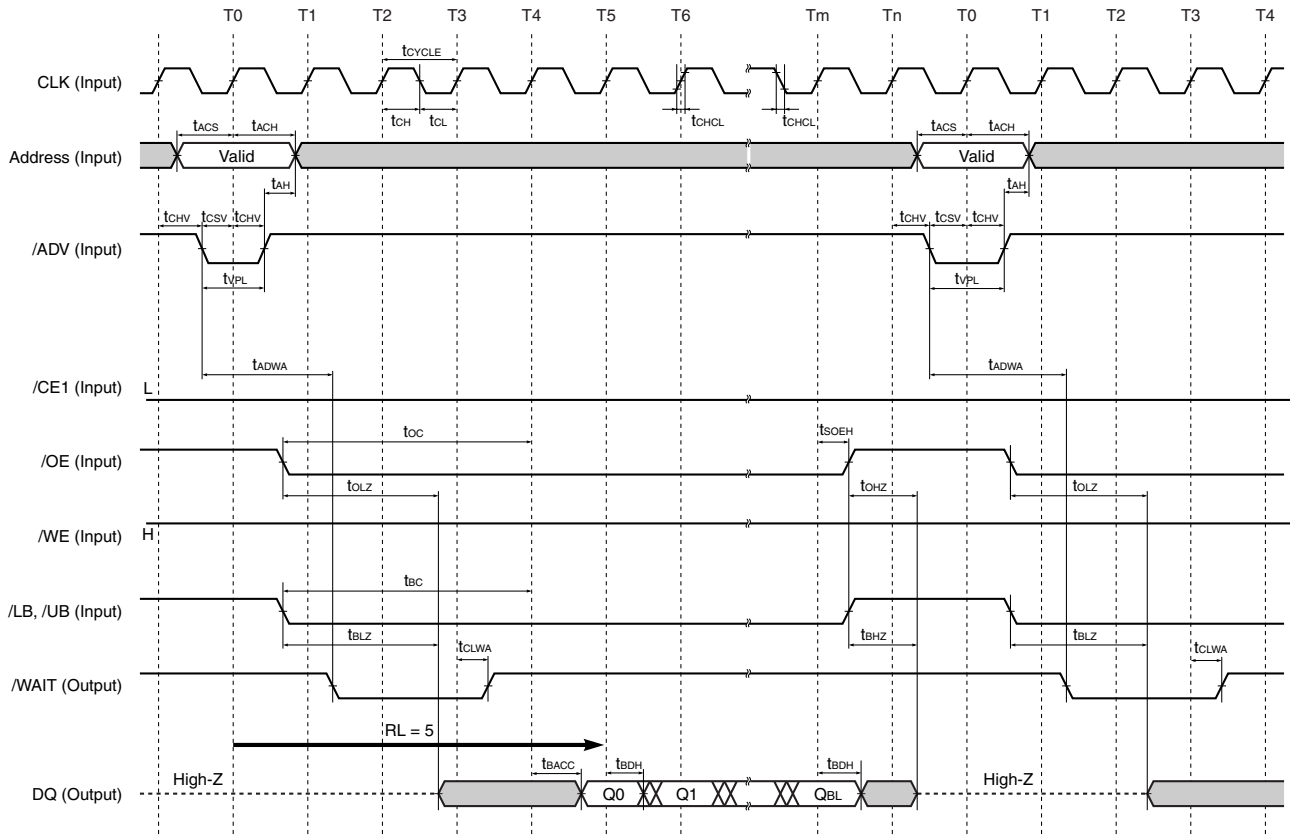 T0 T1 T2 T3 T4 T5 T6 Tm Tn T0 T1 T2 T3 T4
tCYCLE
CLK (Input)
tCH tCL tCHCL tCHCL
tACS tACH tACS tACH
Address (Input) Valid Valid
tAH tAH
tCHV tCSV tCHV tCHV tCSV tCHV
/ADV (Input)
tVPL tVPL
tADWA tADWA
/CE1 (Input) L
tOC tSOEH
/OE (Input)
tOLZ tOHZ tOLZ
/WE (Input) H
tBC
/LB, /UB (Input)
tBLZ tBHZ tBLZ
tCLWA tCLWA
/WAIT (Output)
RL = 5
High-Z tBACC tBDH tBDH High-Z
DQ (Output) Q0 Q1 QBL